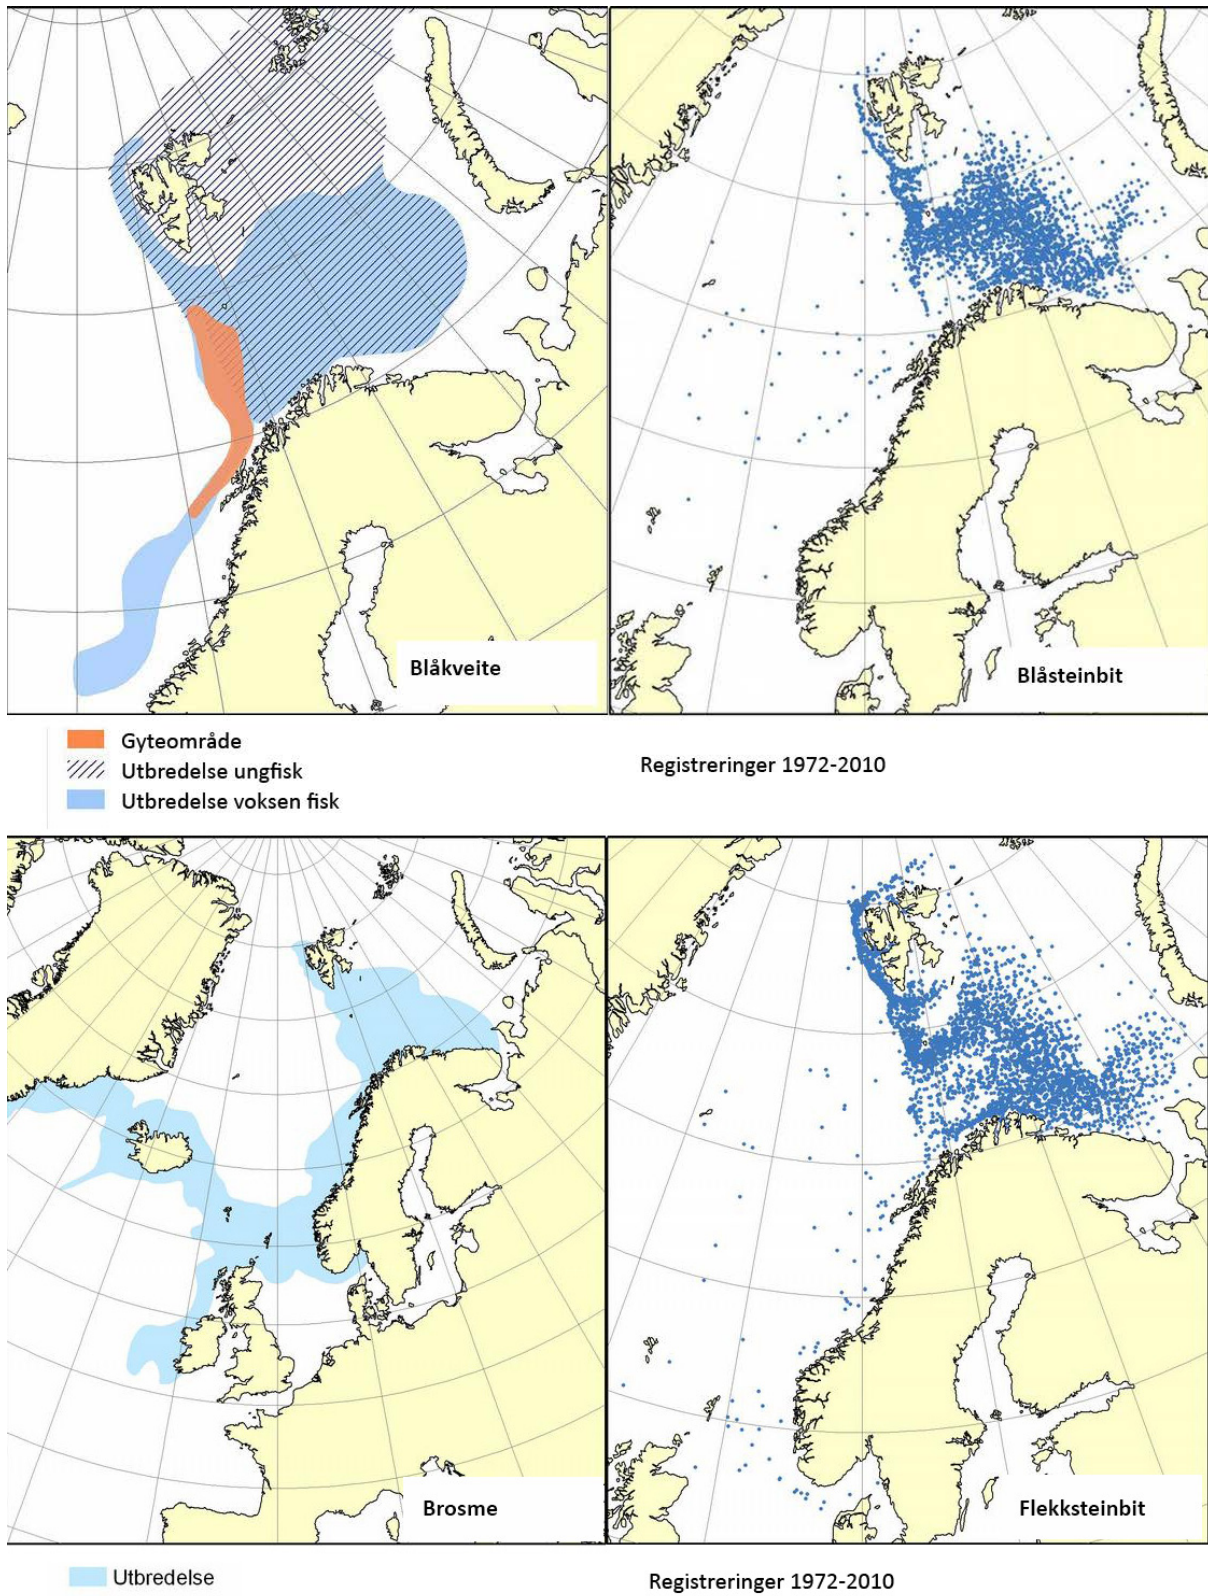 Blåkveite
Blåsteinbit
Gyteområde
Utbredelse ungfisk
Utbredelse voksen fisk
Registreringer 1972-2010
Brosme
Flekksteinbit
Utbredelse
Registreringer 1972-2010